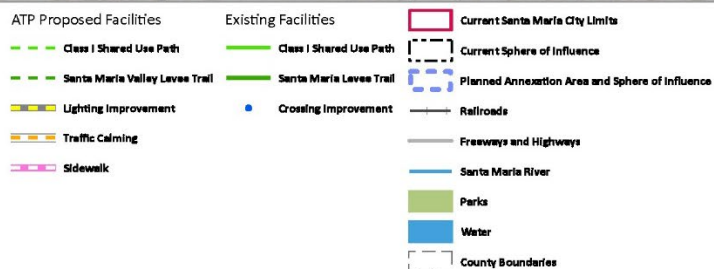 ATP Proposed Facilities
Class I Shared Use Path
Santa Maria Valley Levee Trail
Lighting Improvement
Traffic Calming
Sidewalk
Existing Facilities
Class I Shared Use Path
Santa Maria Levee Trail
Crossing Improvement
Current Santa Maria City Limits
Current Sphere of Influence
Planned Annexation Area and Sphere of Influence
Railroads
Freeways and Highways
Santa Maria River
Parks
Water
County Boundaries